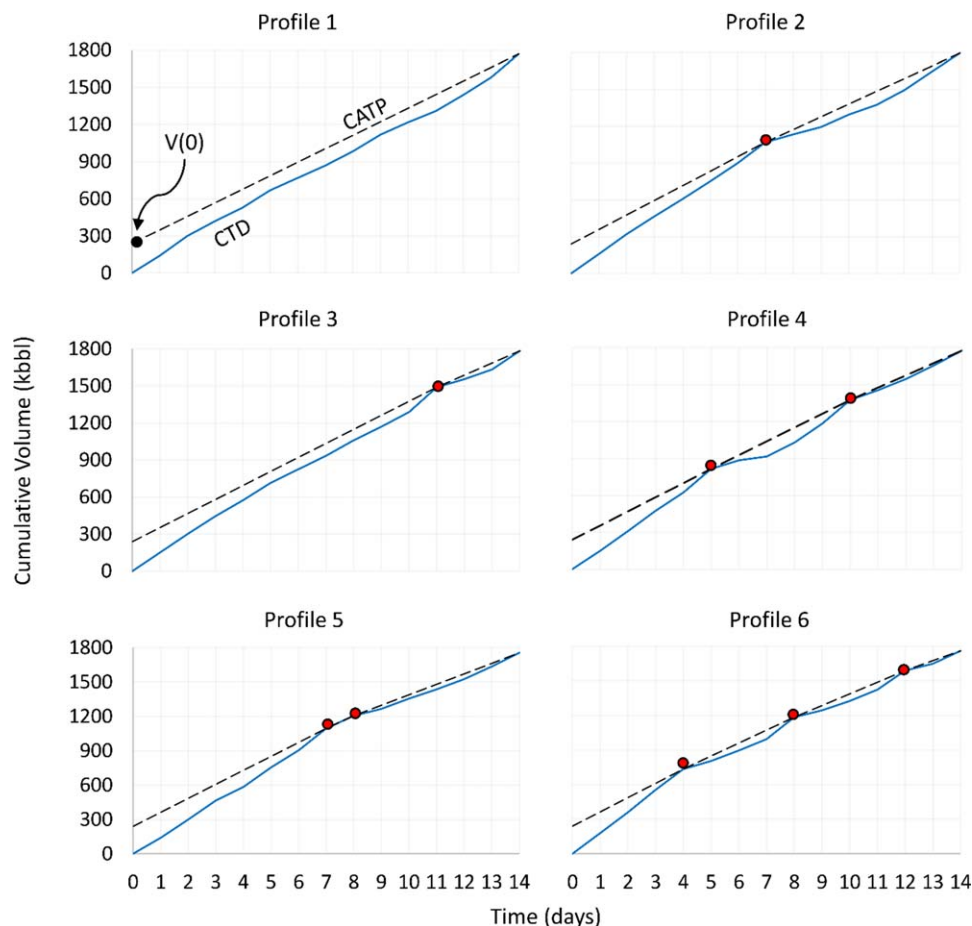 Profile 1
1800
1500
1200
900
600
300
0
V(0)
CATP
CTD
Profile 2
Profile 3
1800
1500
1200
900
600
300
0
Profile 4
Cumulative Volume (kbbl)
Profile 5
1800
1500
1200
900
600
300
0
0 1 2 3 4 5 6 7 8 9 10 11 12 13 14
Profile 6
0 1 2 3 4 5 6 7 8 9 10 11 12 13 14
Time (days)